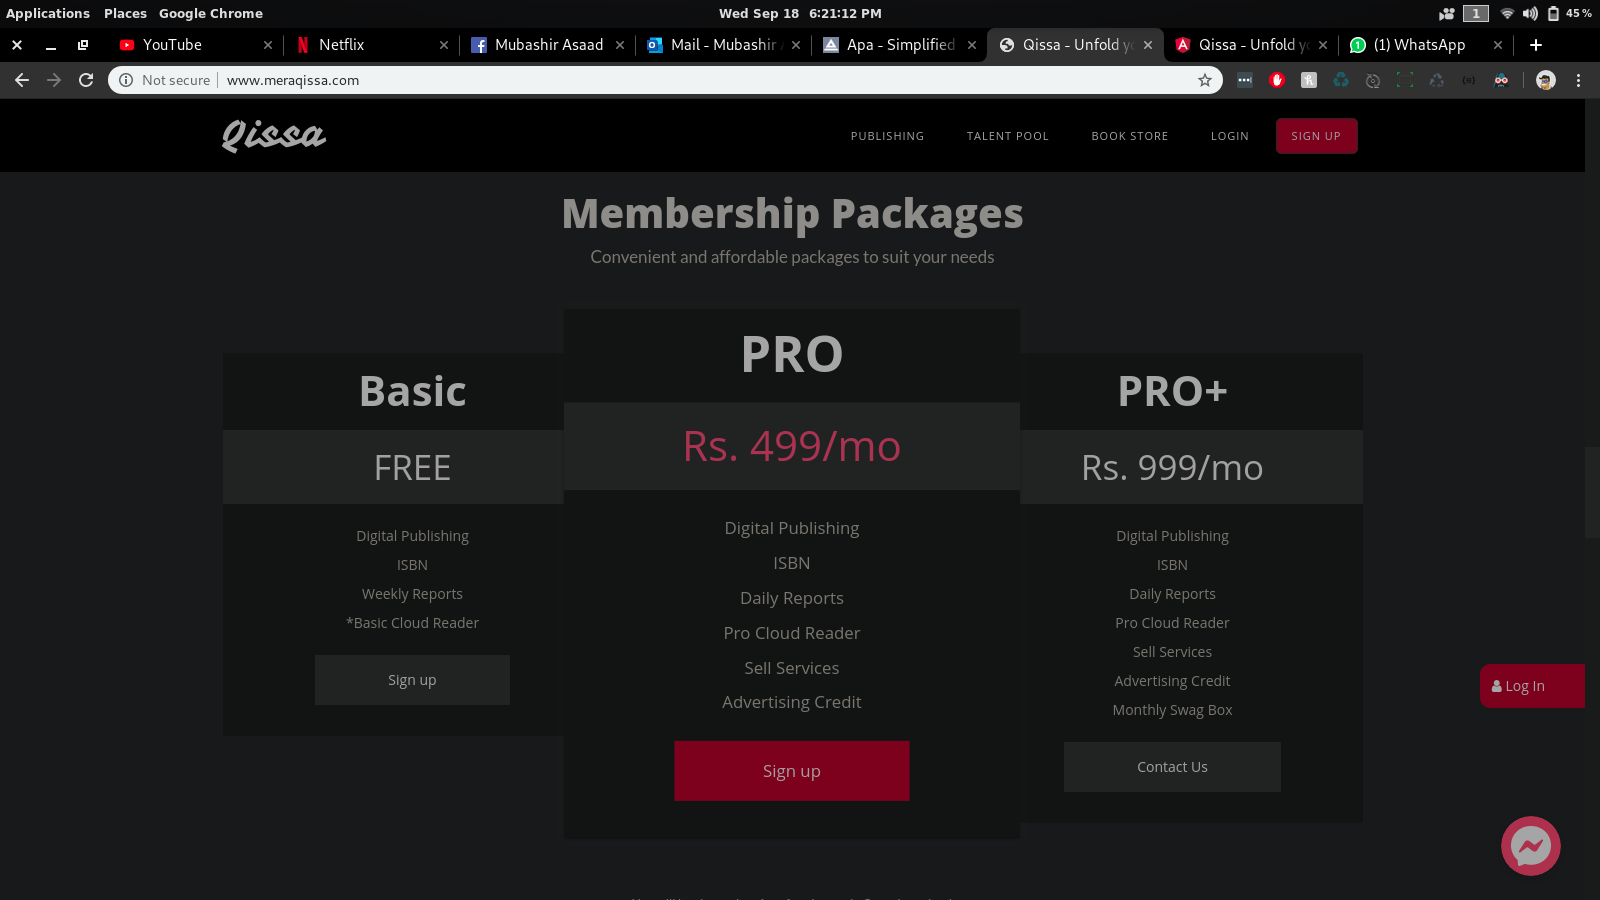 Applications Places Google Chrome Wed Sep 18 6:21:12 PM 1 45 %
YouTube Netflix Mubashir Asaad Mail - Mubashir Apa - Simplified Qissa - Unfold yo Qissa - Unfold yo (1) WhatsApp
Not secure www.meraqissa.com
Qissa PUBLISHING TALENT POOL BOOK STORE LOGIN SIGN UP
Membership Packages
Convenient and affordable packages to suit your needs
Basic
FREE
Digital Publishing
ISBN
Weekly Reports
*Basic Cloud Reader
Sign up
PRO
Rs. 499/mo
Digital Publishing
ISBN
Daily Reports
Pro Cloud Reader
Sell Services
Advertising Credit
Sign up
PRO+
Rs. 999/mo
Digital Publishing
ISBN
Daily Reports
Pro Cloud Reader
Sell Services
Advertising Credit
Monthly Swag Box
Contact Us
Log In